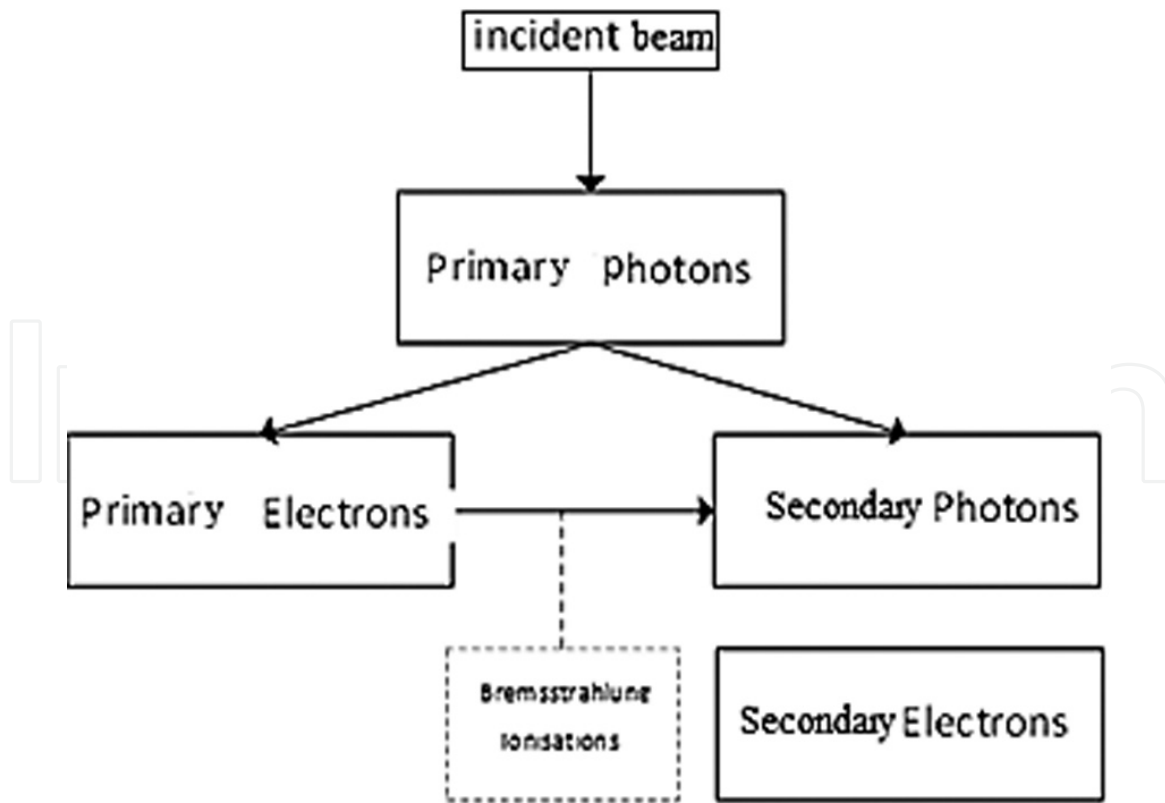 incident beam
Primary photons
Primary Electrons
Secondary Photons
Bremsstrahlung
Ionisations
Secondary Electrons